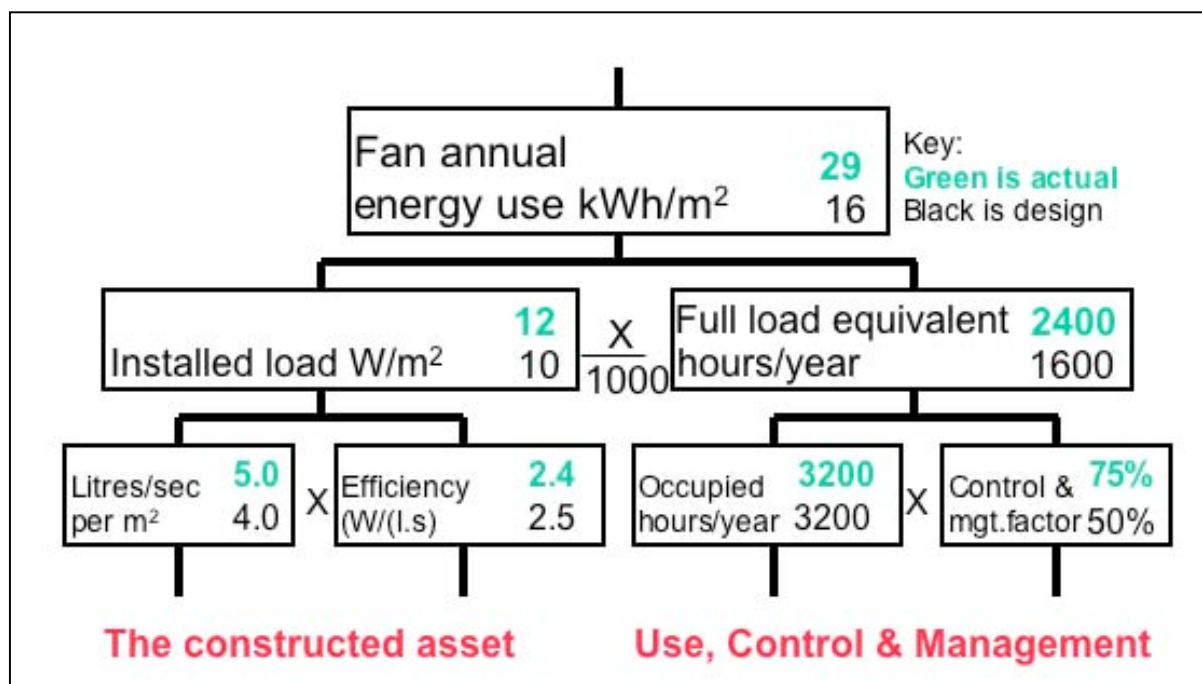 Fan annual 29
energy use kWh/m² 16
Key:
Green is actual
Black is design
Installed load W/m² 12
10
X
1000
Full load equivalent 2400
hours/year 1600
Litres/sec 5.0
per m² 4.0
X
Efficiency 2.4
(W/(l.s) 2.5
Occupied 3200
hours/year 3200
X
Control & 75%
mgt.factor 50%
The constructed asset
Use, Control & Management